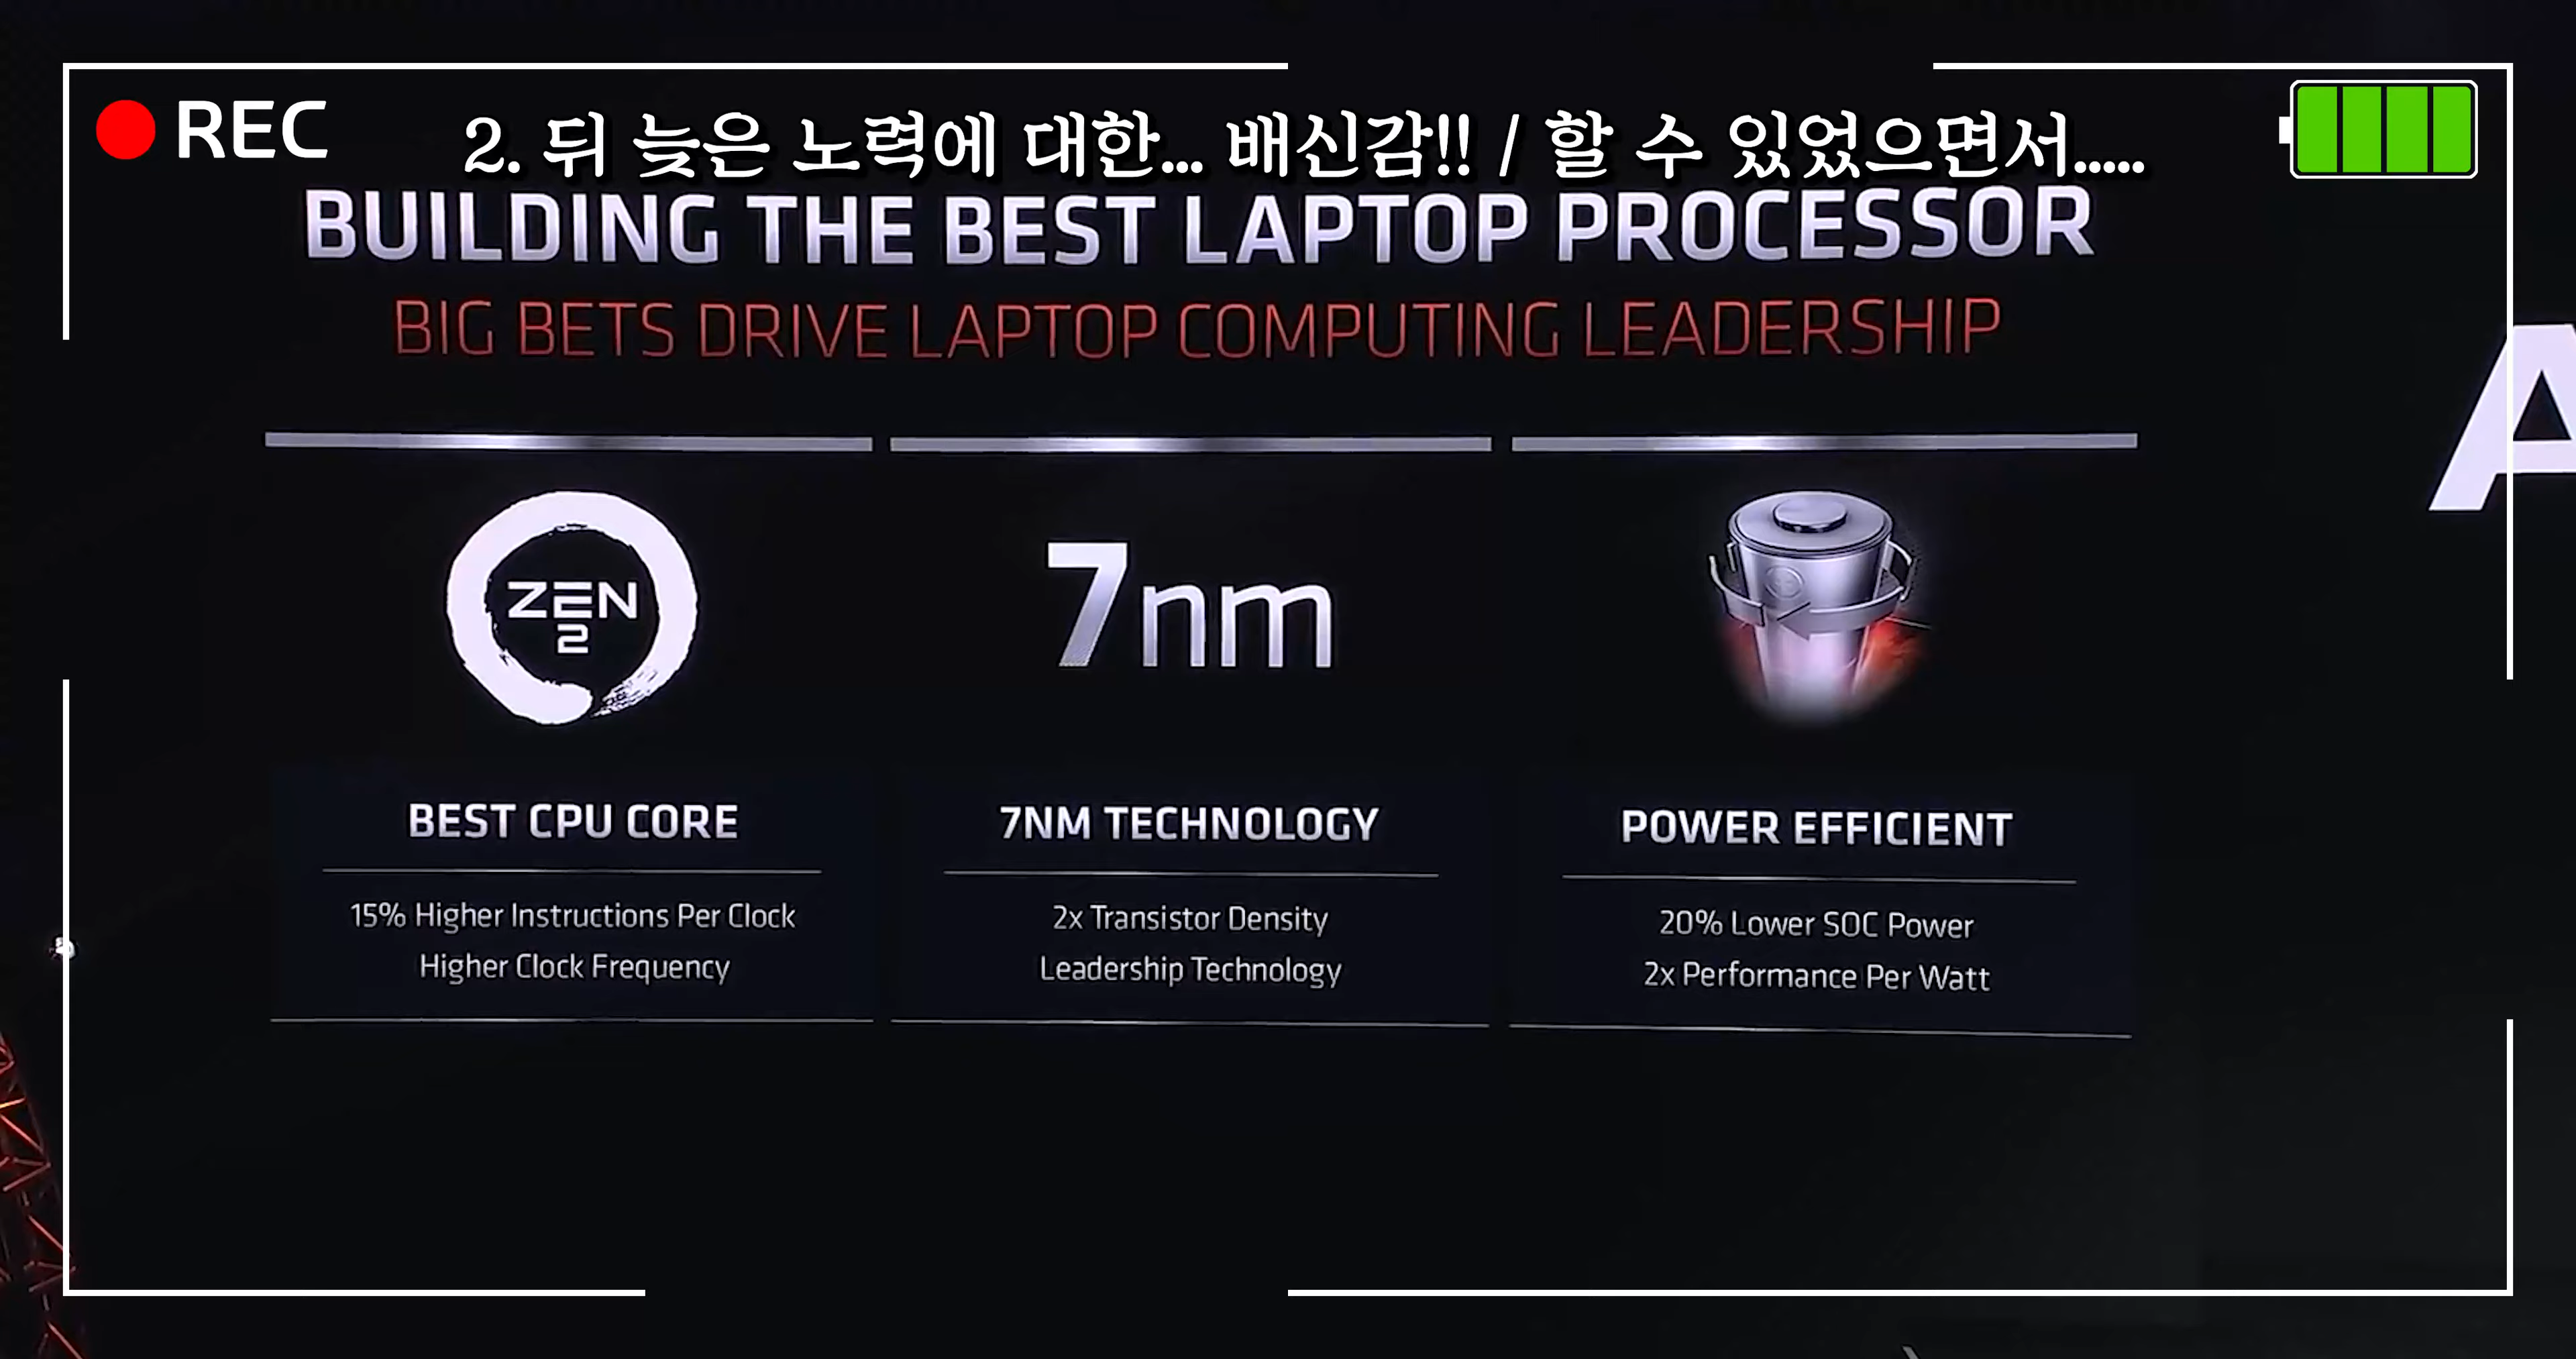 REC
2. 뒤 늦은 노력에 대한... 배신감!! / 할 수 있었으면서.....
BUILDING THE BEST LAPTOP PROCESSOR
BIG BETS DRIVE LAPTOP COMPUTING LEADERSHIP
A
ZEN
2
7nm
BEST CPU CORE
15% Higher Instructions Per Clock
Higher Clock Frequency
7NM TECHNOLOGY
2x Transistor Density
Leadership Technology
POWER EFFICIENT
20% Lower SOC Power
2x Performance Per Watt